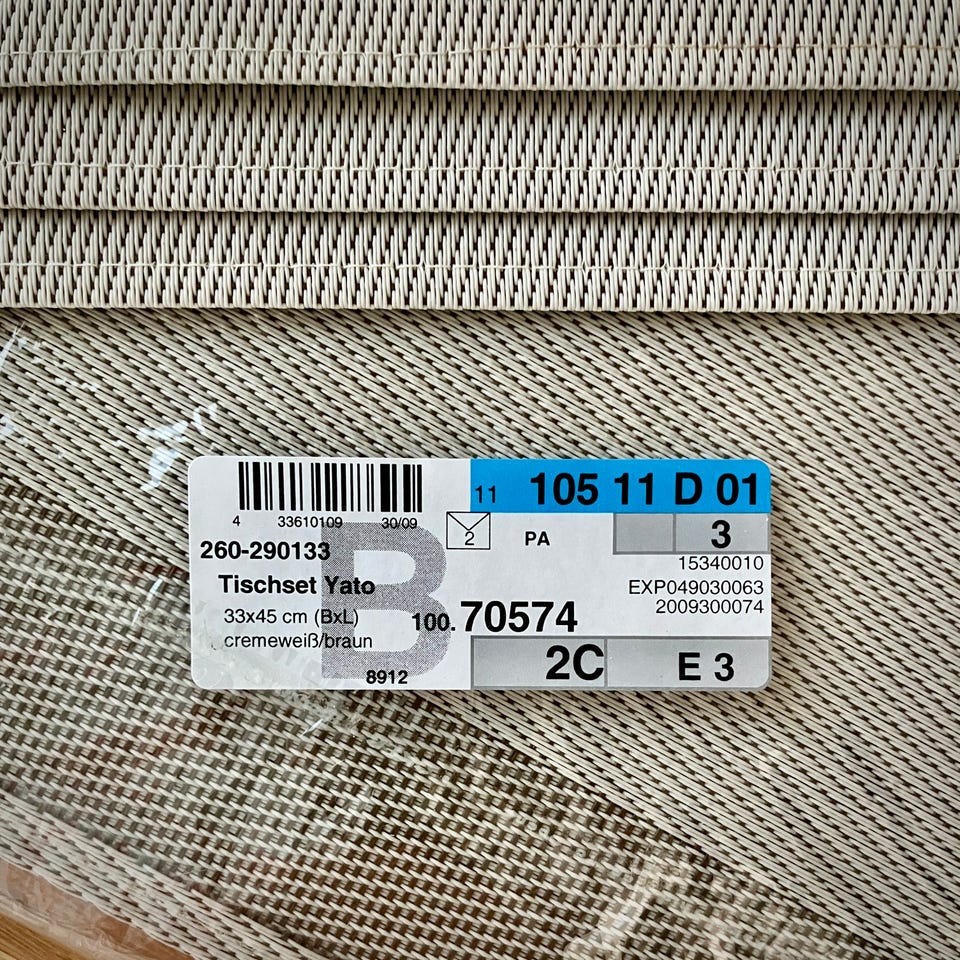 4 33610109 30/09
260-290133
Tischset Yato
33x45 cm (BxL)
cremeweiß/braun
8912
B
11 105 11 D 01
2 PA 3
15340010
EXP049030063
2009300074
100.70574
2C E 3